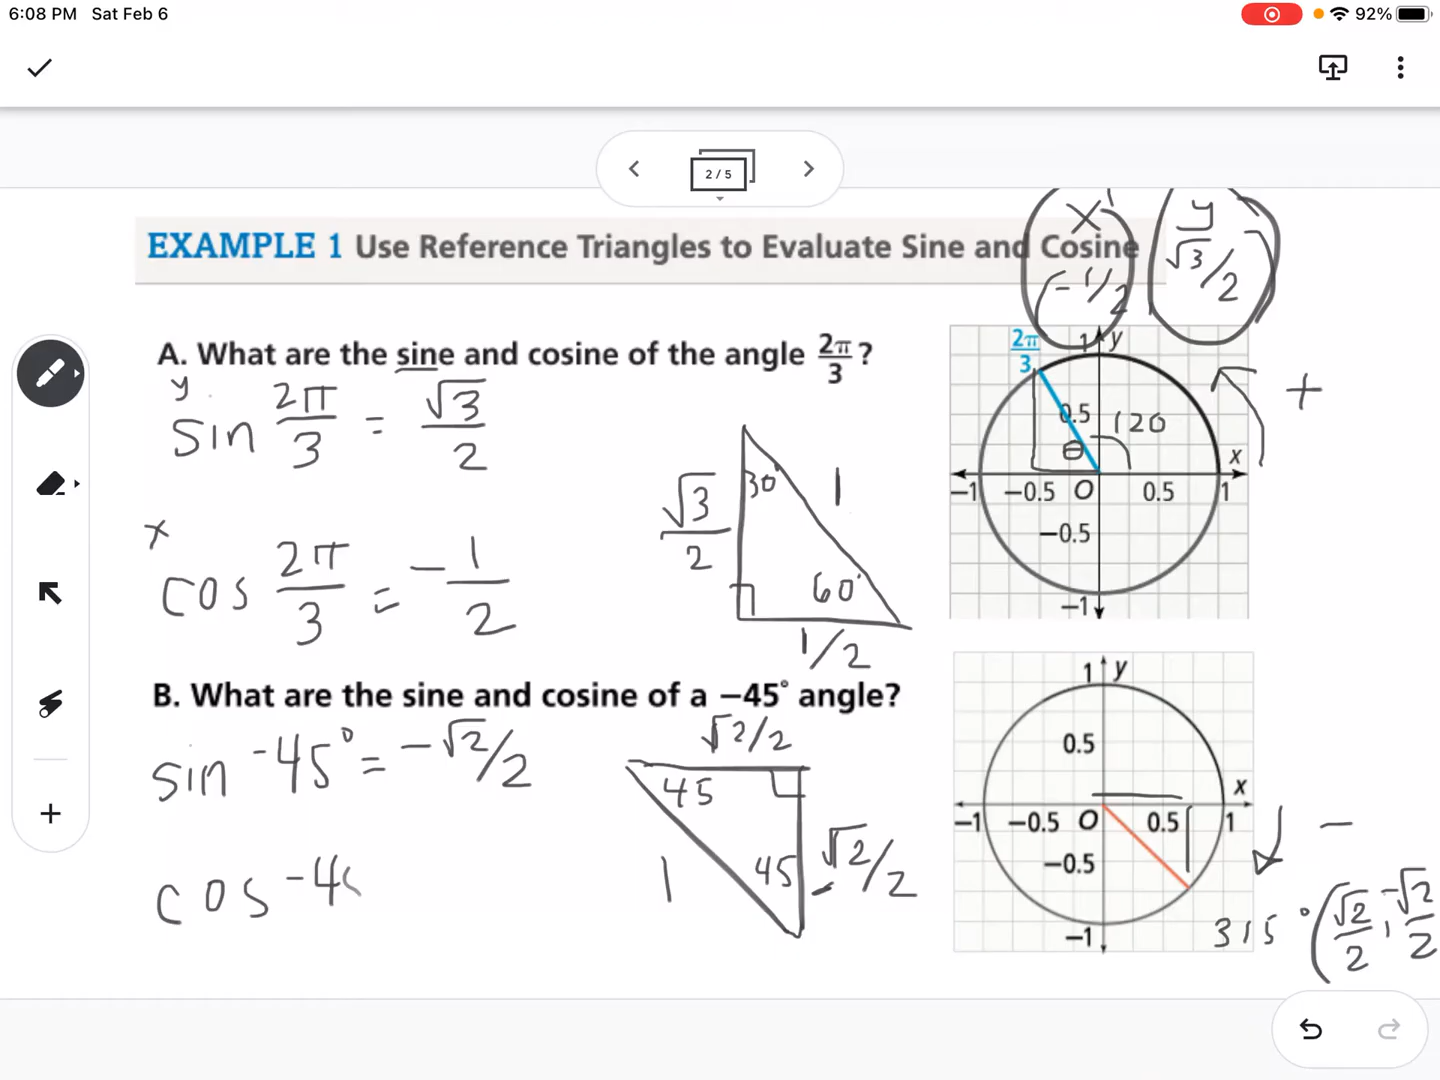 6:08 PM Sat Feb 6
92%
2 / 5
EXAMPLE 1 Use Reference Triangles to Evaluate Sine and Cosine
x y
(-1/2 √3/2
A. What are the sine and cosine of the angle 2π/3?
y
sin 2π/3 = √3/2
x
cos 2π/3 = -1/2
30°
1
√3/2
60°
1/2
2π/3
1 y
0.5
120
θ
x
-1 -0.5 O 0.5 1
-0.5
-1
+
B. What are the sine and cosine of a −45° angle?
sin -45° = -√2/2
cos -4
√2/2
45
45
1
-√2/2
1 y
0.5
x
-1 -0.5 O 0.5 1
-0.5
-1
-
315° (√2/2, -√2/2